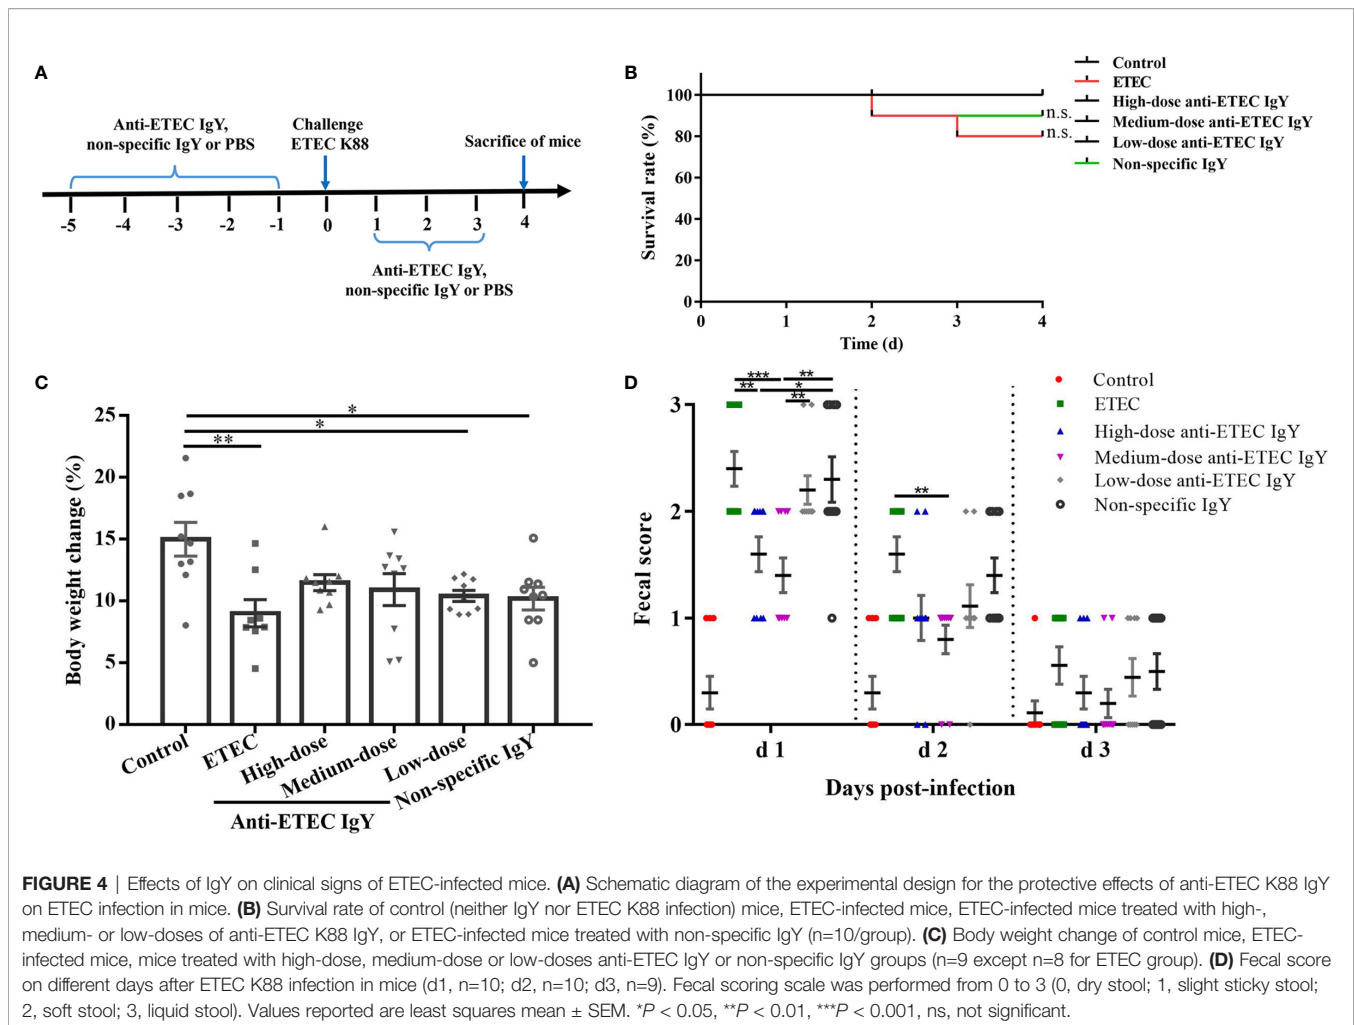 A
Anti-ETEC IgY,
non-specific IgY or PBS
Challenge
ETEC K88
Sacrifice of mice
-5 -4 -3 -2 -1 0 1 2 3 4
Anti-ETEC IgY,
non-specific IgY or PBS
B
Survival rate (%)
100
80
60
40
20
0
0 1 2 3 4
Time (d)
n.s.
n.s.
Control
ETEC
High-dose anti-ETEC IgY
Medium-dose anti-ETEC IgY
Low-dose anti-ETEC IgY
Non-specific IgY
C
Body weight change (%)
25
20
15
10
5
0
*
*
**
Control
ETEC
High-dose
Medium-dose
Low-dose
Non-specific IgY
Anti-ETEC IgY
D
Fecal score
3
2
1
0
*** **
** *
**
**
d 1 d 2 d 3
Days post-infection
Control
ETEC
High-dose anti-ETEC IgY
Medium-dose anti-ETEC IgY
Low-dose anti-ETEC IgY
Non-specific IgY
FIGURE 4 | Effects of IgY on clinical signs of ETEC-infected mice. (A) Schematic diagram of the experimental design for the protective effects of anti-ETEC K88 IgY
on ETEC infection in mice. (B) Survival rate of control (neither IgY nor ETEC K88 infection) mice, ETEC-infected mice, ETEC-infected mice treated with high-,
medium- or low-doses of anti-ETEC K88 IgY, or ETEC-infected mice treated with non-specific IgY (n=10/group). (C) Body weight change of control mice, ETEC-
infected mice, mice treated with high-dose, medium-dose or low-doses anti-ETEC IgY or non-specific IgY groups (n=9 except n=8 for ETEC group). (D) Fecal score
on different days after ETEC K88 infection in mice (d1, n=10; d2, n=10; d3, n=9). Fecal scoring scale was performed from 0 to 3 (0, dry stool; 1, slight sticky stool;
2, soft stool; 3, liquid stool). Values reported are least squares mean ± SEM. *P < 0.05, **P < 0.01, ***P < 0.001, ns, not significant.